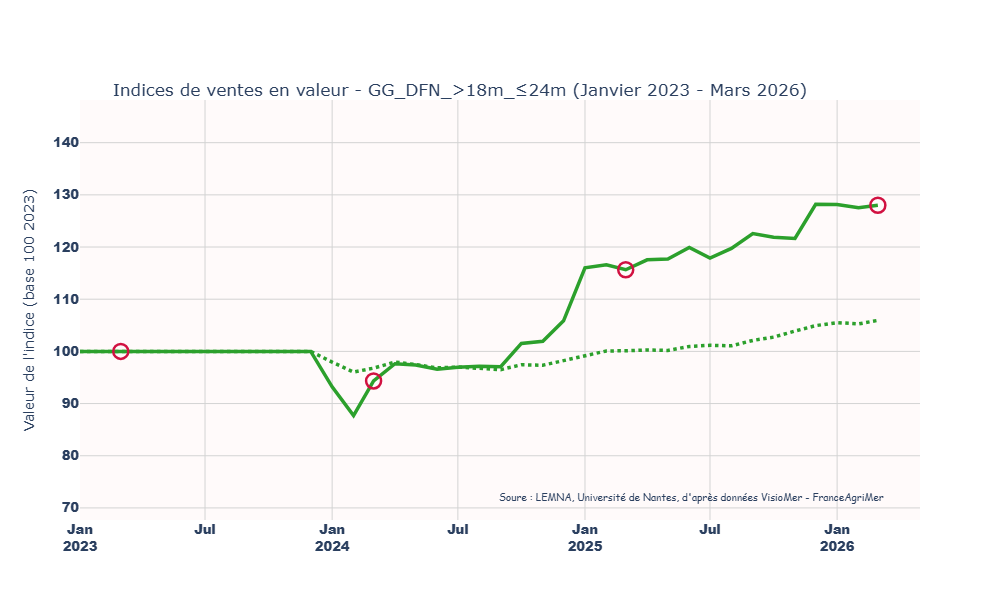 Indices de ventes en valeur - GG_DFN_>18m_≤24m (Janvier 2023 - Mars 2026)
Valeur de l'indice (base 100 2023)
140
130
120
110
100
90
80
70
Soure : LEMNA, Université de Nantes, d'après données VisioMer - FranceAgriMer
Jan Jul Jan Jul Jan Jul Jan
2023 2024 2025 2026